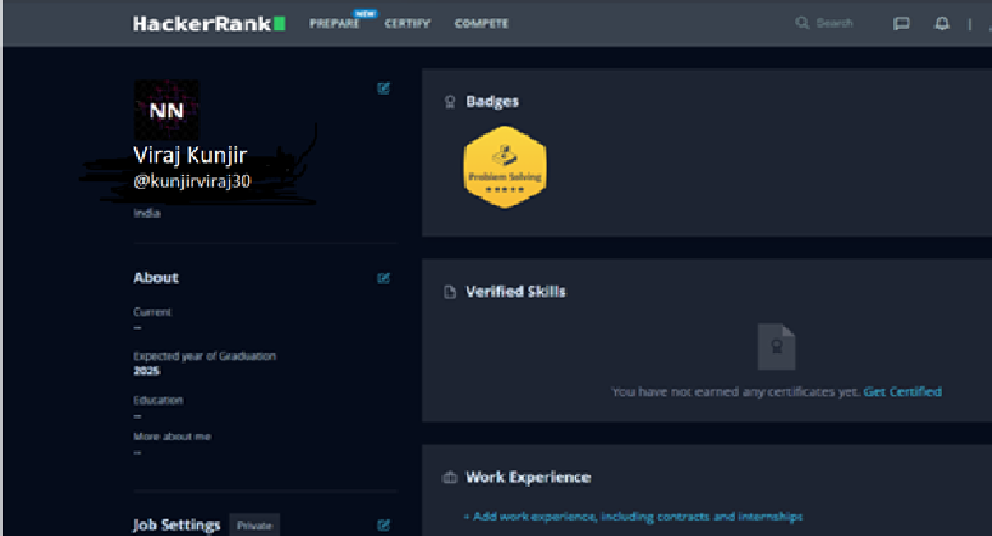 HackerRank PREPARE NEW! CERTIFY COMPETE Search
NN
Viraj Kunjir
@kunjirviraj30
India
About
Current
--
Expected year of Graduation
2025
Education
--
More about me
--
Job Settings Private
Badges
Problem Solving
Verified Skills
You have not earned any certificates yet. Get Certified
Work Experience
+ Add work experience, including contracts and internships